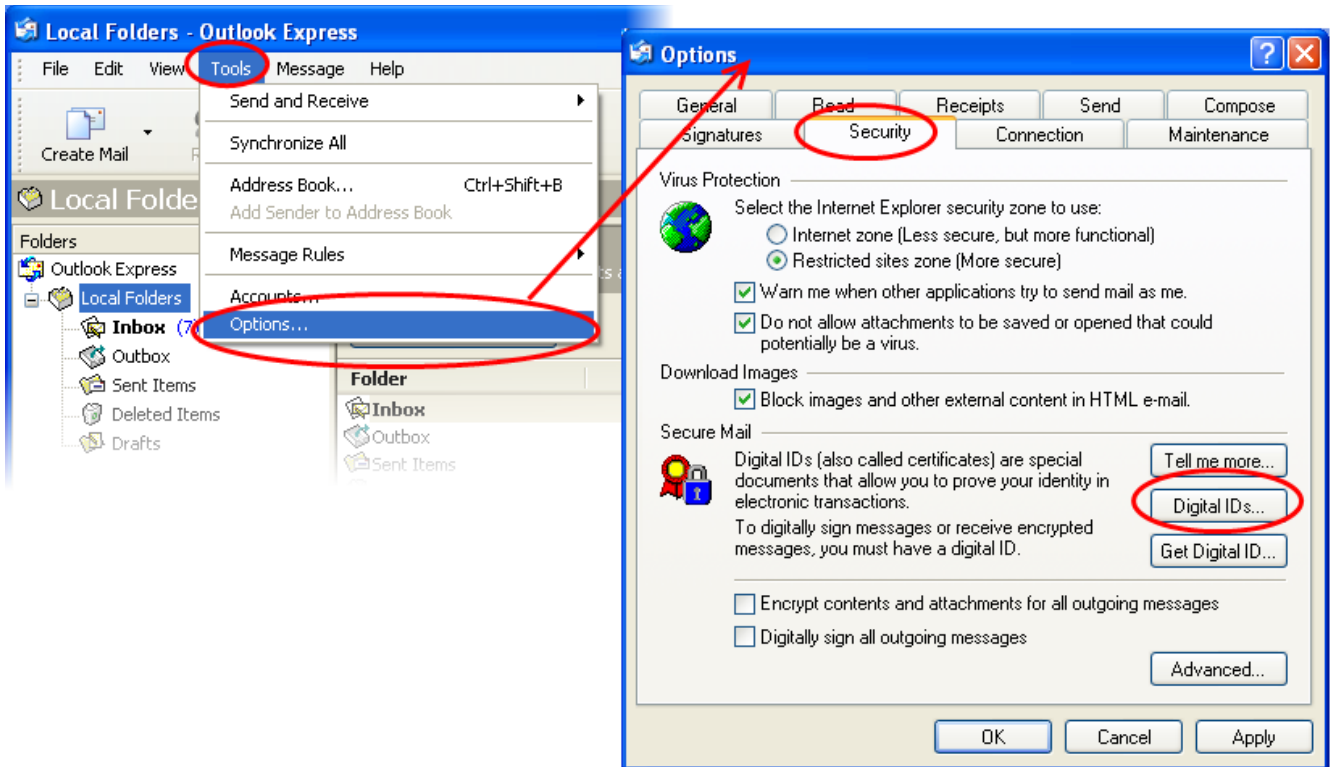 Local Folders - Outlook Express
File Edit View Tools Message Help
Create Mail
Send and Receive
Synchronize All
Address Book... Ctrl+Shift+B
Add Sender to Address Book
Message Rules
Accounts...
Options...
Local Folde
Folders
Outlook Express
Local Folders
Inbox (7)
Outbox
Sent Items
Deleted Items
Drafts
Folder
Inbox
Outbox
Sent Items
Options
General Read Receipts Send Compose
Signatures Security Connection Maintenance
Virus Protection
Select the Internet Explorer security zone to use:
Internet zone (Less secure, but more functional)
Restricted sites zone (More secure)
Warn me when other applications try to send mail as me.
Do not allow attachments to be saved or opened that could
potentially be a virus.
Download Images
Block images and other external content in HTML e-mail.
Secure Mail
Digital IDs (also called certificates) are special
documents that allow you to prove your identity in
electronic transactions.
To digitally sign messages or receive encrypted
messages, you must have a digital ID.
Tell me more...
Digital IDs...
Get Digital ID...
Encrypt contents and attachments for all outgoing messages
Digitally sign all outgoing messages
Advanced...
OK Cancel Apply